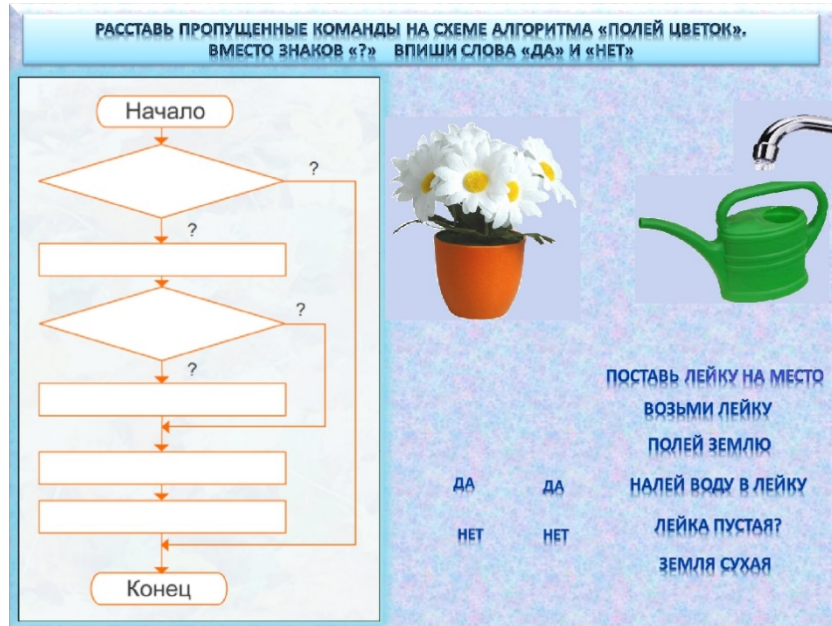 РАССТАВЬ ПРОПУЩЕННЫЕ КОМАНДЫ НА СХЕМЕ АЛГОРИТМА «ПОЛЕЙ ЦВЕТОК».
ВМЕСТО ЗНАКОВ «?» ВПИШИ СЛОВА «ДА» И «НЕТ»
Начало
?
?
?
?
Конец
ПОСТАВЬ ЛЕЙКУ НА МЕСТО
ВОЗЬМИ ЛЕЙКУ
ПОЛЕЙ ЗЕМЛЮ
ДА ДА НАЛЕЙ ВОДУ В ЛЕЙКУ
НЕТ НЕТ ЛЕЙКА ПУСТАЯ?
ЗЕМЛЯ СУХАЯ